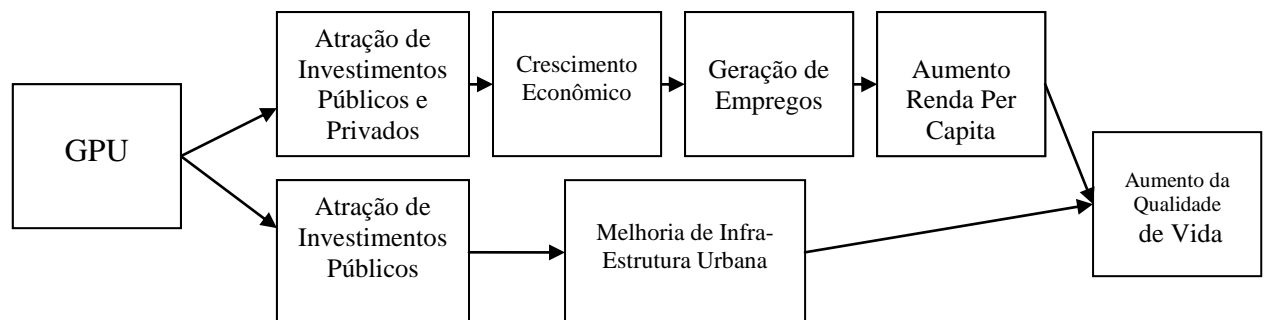 GPU
Atração de
Investimentos
Públicos e
Privados
Crescimento
Econômico
Geração de
Empregos
Aumento
Renda Per
Capita
Atração de
Investimentos
Públicos
Melhoria de Infra-
Estrutura Urbana
Aumento da
Qualidade
de Vida